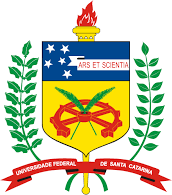 ARS ET SCIENTIA
UNIVERSIDADE FEDERAL DE SANTA CATARINA